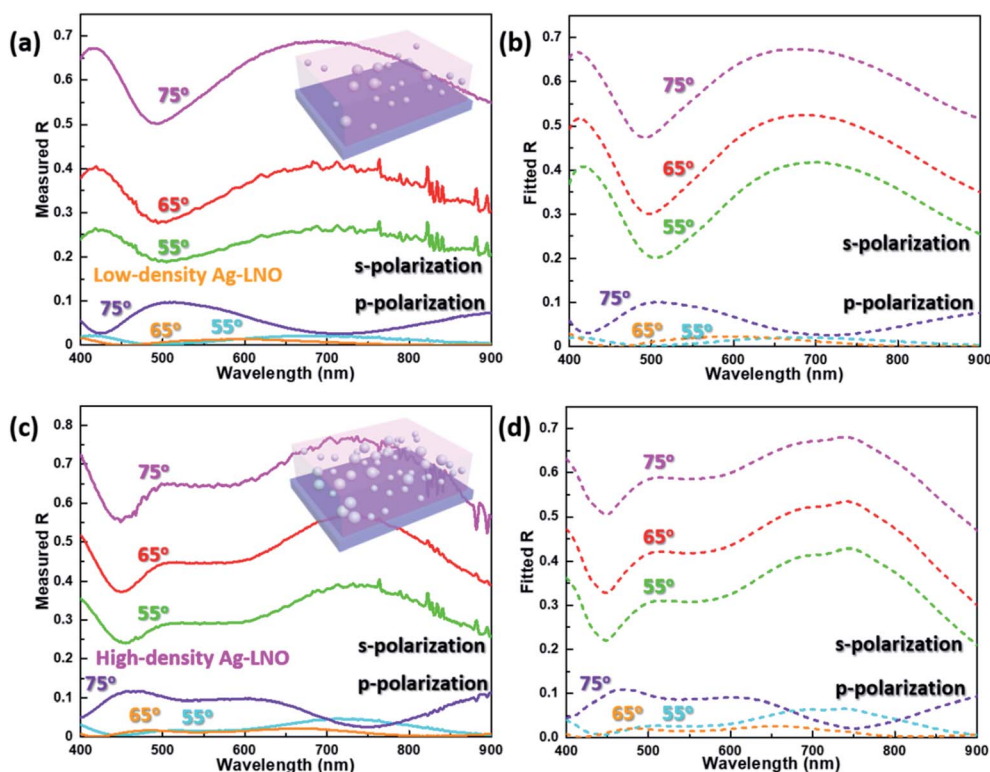 (a)
Measured R
0.7
0.6
0.5
0.4
0.3
0.2
0.1
0
75°
65°
55°
Low-density Ag-LNO
s-polarization
p-polarization
75°
65°
55°
400 500 600 700 800 900
Wavelength (nm)
(b)
Fitted R
0.7
0.6
0.5
0.4
0.3
0.2
0.1
0
75°
65°
55°
s-polarization
p-polarization
75°
65°
55°
400 500 600 700 800 900
Wavelength (nm)
(c)
Measured R
0.8
0.7
0.6
0.5
0.4
0.3
0.2
0.1
0
75°
65°
55°
High-density Ag-LNO
s-polarization
p-polarization
75°
65°
55°
400 500 600 700 800 900
Wavelength (nm)
(d)
Fitted R
0.7
0.6
0.5
0.4
0.3
0.2
0.1
0.0
75°
65°
55°
s-polarization
p-polarization
75°
65°
55°
400 500 600 700 800 900
Wavelength (nm)